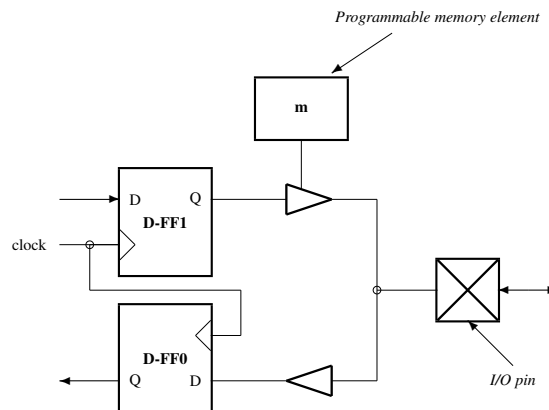 Programmable memory element
m
D Q
D-FF1
clock
D-FF0
Q D
I/O pin